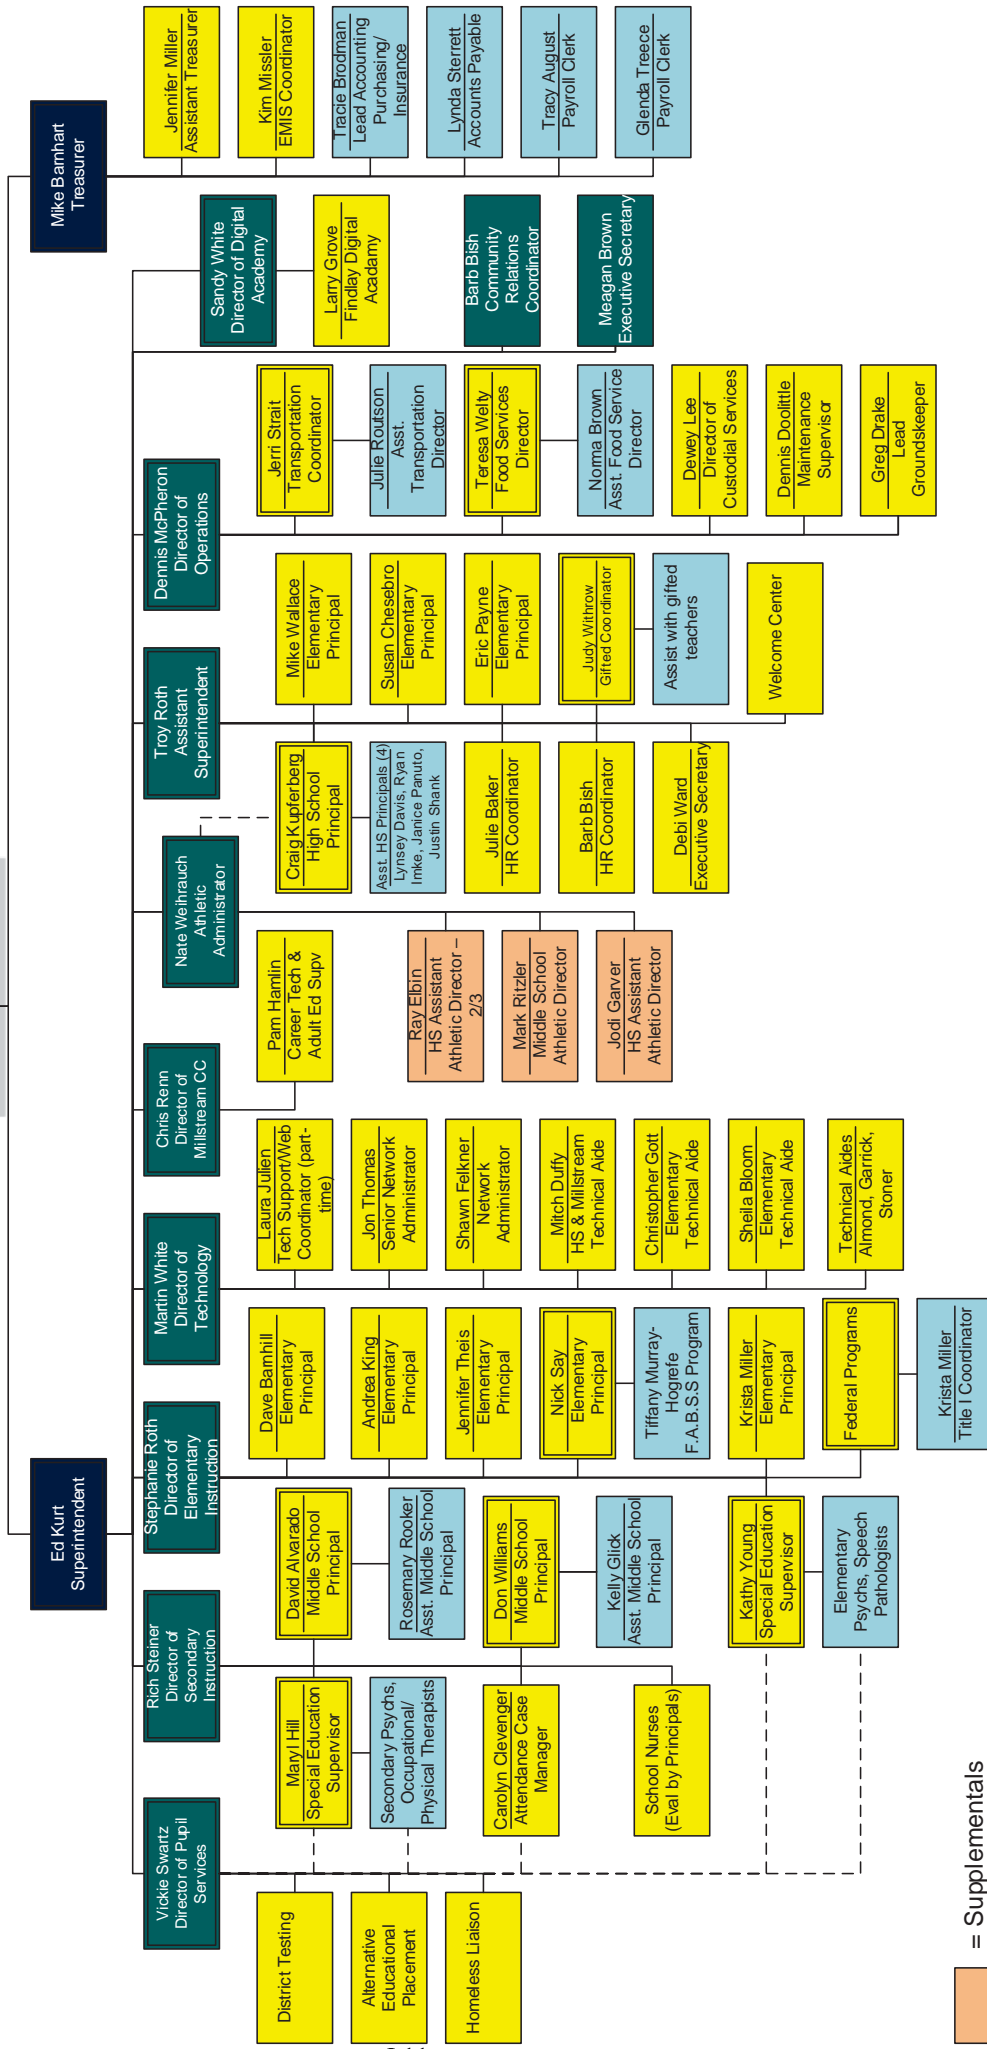 Ed Kurt
Superintendent
Mike Barnhart
Treasurer
Vickie Swartz
Director of Pupil
Services
District Testing
Alternative
Educational
Placement
Homeless Liaison
Rich Steiner
Director of
Secondary
Instruction
Maryl Hill
Special Education
Supervisor
Secondary Psychs,
Occupational/
Physical Therapists
Carolyn Clevenger
Attendance Case
Manager
School Nurses
(Eval by Principals)
David Alvarado
Middle School
Principal
Rosemary Rooker
Asst. Middle School
Principal
Don Williams
Middle School
Principal
Kelly Glick
Asst. Middle School
Principal
Kathy Young
Special Education
Supervisor
Elementary
Psychs, Speech
Pathologists
Stephanie Roth
Director of
Elementary
Instruction
Dave Barnhill
Elementary
Principal
Andrea King
Elementary
Principal
Jennifer Theis
Elementary
Principal
Nick Say
Elementary
Principal
Tiffany Murray-
Hogrefe
F.A.B.S.S Program
Krista Miller
Elementary
Principal
Federal Programs
Krista Miller
Title I Coordinator
Martin White
Director of
Technology
Laura Julien
Tech Support/Web
Coordinator (part-
time)
Jon Thomas
Senior Network
Administrator
Shawn Felkner
Network
Administrator
Mitch Duffy
HS & Millstream
Technical Aide
Christopher Gott
Elementary
Technical Aide
Sheila Bloom
Elementary
Technical Aide
Technical Aides
Almond, Garrick,
Stoner
Chris Renn
Director of
Millstream CC
Pam Hamlin
Career Tech &
Adult Ed Supv
Nate Weihrauch
Athletic
Administrator
Ray Elbin
HS Assistant
Athletic Director –
2/3
Mark Ritzler
Middle School
Athletic Director
Jodi Garver
HS Assistant
Athletic Director
Troy Roth
Assistant
Superintendent
Craig Kupferberg
High School
Principal
Asst. HS Principals (4)
Lynsey Davis, Ryan
Imke, Janice Panuto,
Justin Shank
Julie Baker
HR Coordinator
Barb Bish
HR Coordinator
Debi Ward
Executive Secretary
Mike Wallace
Elementary
Principal
Susan Chesebro
Elementary
Principal
Eric Payne
Elementary
Principal
Judy Withrow
Gifted Coordinator
Assist with gifted
teachers
Welcome Center
Dennis McPheron
Director of
Operations
Jerri Strait
Transportation
Coordinator
Julie Routson
Asst.
Transportation
Director
Teresa Welty
Food Services
Director
Norma Brown
Asst. Food Service
Director
Dewey Lee
Director of
Custodial Services
Dennis Doolittle
Maintenance
Supervisor
Greg Drake
Lead
Groundskeeper
Sandy White
Director of Digital
Academy
Larry Grove
Findlay Digital
Acadamy
Barb Bish
Community
Relations
Coordinator
Meagan Brown
Executive Secretary
Jennifer Miller
Assistant Treasurer
Kim Missler
EMIS Coordinator
Tracie Brodman
Lead Accounting
Purchasing/
Insurance
Lynda Sterrett
Accounts Payable
Tracy August
Payroll Clerk
Glenda Treece
Payroll Clerk
= Supplementals